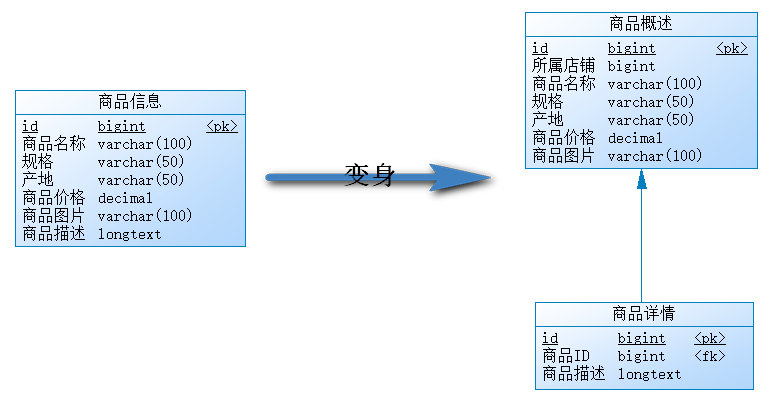 商品信息
id bigint <pk>
商品名称 varchar(100)
规格 varchar(50)
产地 varchar(50)
商品价格 decimal
商品图片 varchar(100)
商品描述 longtext
变身
商品概述
id bigint <pk>
所属店铺 bigint
商品名称 varchar(100)
规格 varchar(50)
产地 varchar(50)
商品价格 decimal
商品图片 varchar(100)
商品详情
id bigint <pk>
商品ID bigint <fk>
商品描述 longtext